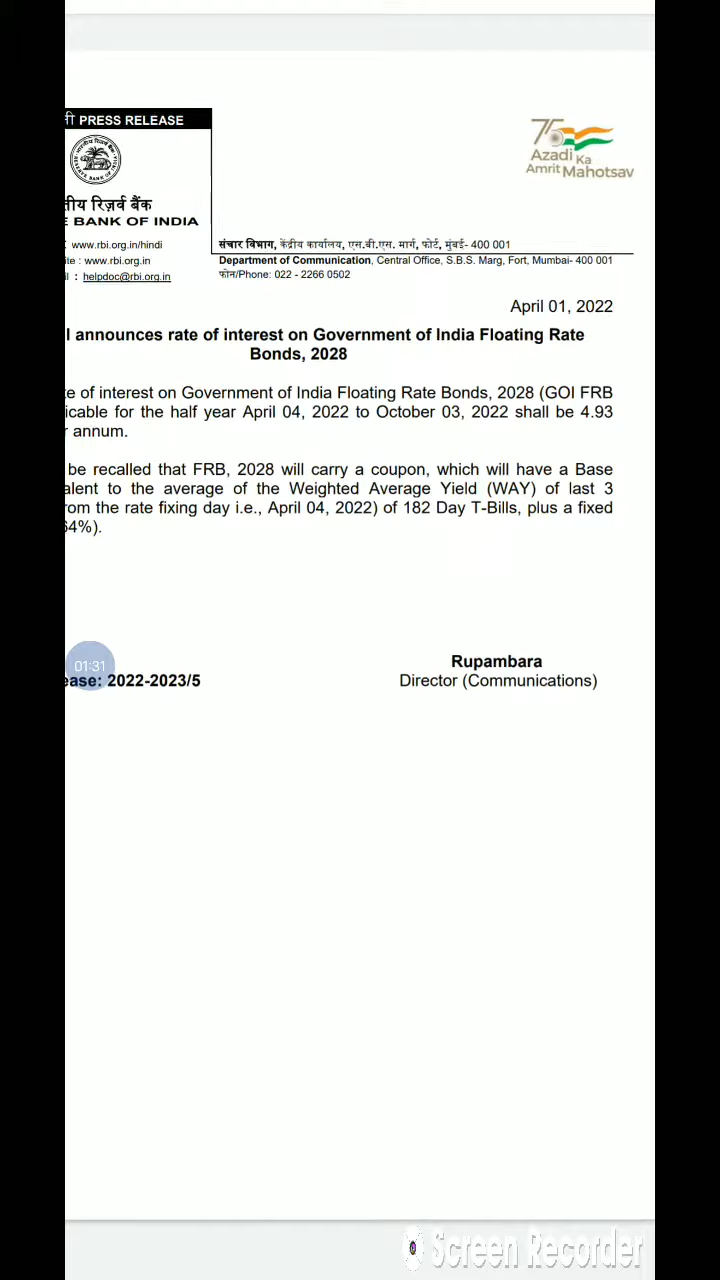 PRESS RELEASE
75
Azadi Ka
Amrit Mahotsav
रिज़र्व बैंक
BANK OF INDIA
: www.rbi.org.in/hindi
ite : www.rbi.org.in
il : helpdoc@rbi.org.in
संचार विभाग, केंद्रीय कार्यालय, एस.बी.एस. मार्ग, फोर्ट, मुंबई- 400 001
Department of Communication, Central Office, S.B.S. Marg, Fort, Mumbai- 400 001
फोन/Phone: 022 - 2266 0502
April 01, 2022
I announces rate of interest on Government of India Floating Rate
Bonds, 2028
te of interest on Government of India Floating Rate Bonds, 2028 (GOI FRB
icable for the half year April 04, 2022 to October 03, 2022 shall be 4.93
r annum.
be recalled that FRB, 2028 will carry a coupon, which will have a Base
alent to the average of the Weighted Average Yield (WAY) of last 3
rom the rate fixing day i.e., April 04, 2022) of 182 Day T-Bills, plus a fixed
64%).
01:31
Rupambara
ease: 2022-2023/5
Director (Communications)
Screen Recorder